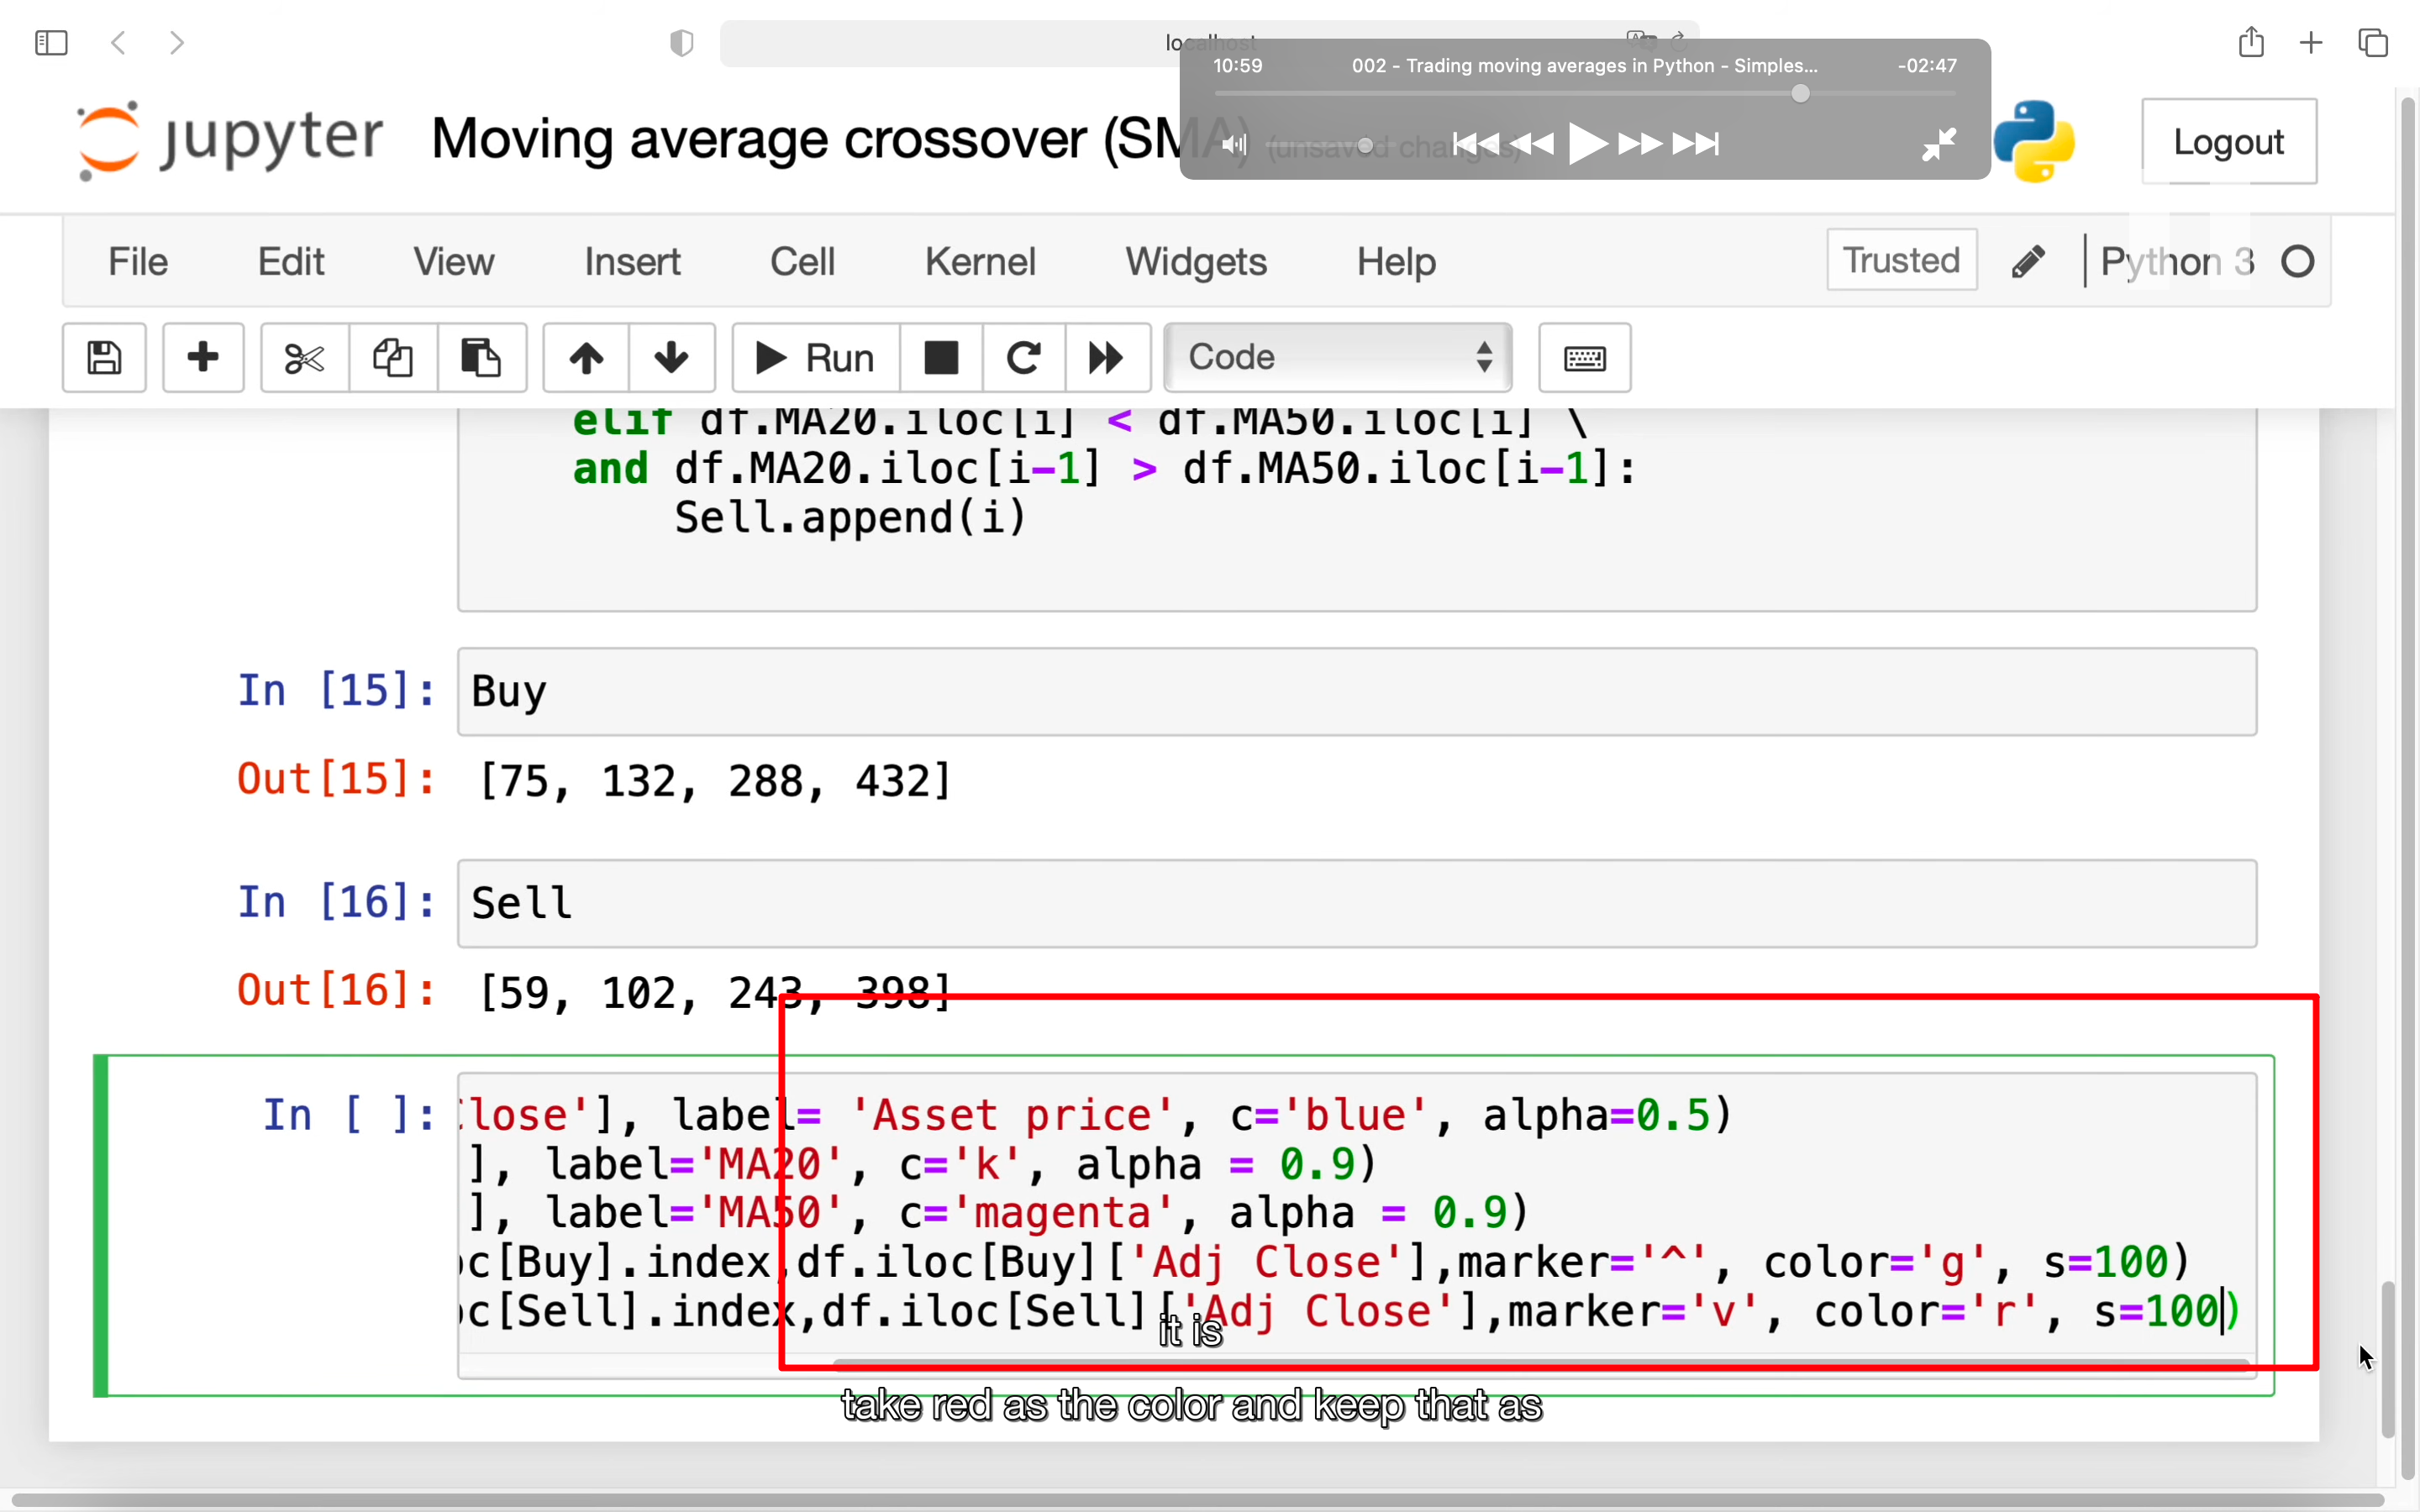 localhost
10:59 002 - Trading moving averages in Python - Simples... -02:47
jupyter Moving average crossover (SMA) (unsaved changes) Logout
File Edit View Insert Cell Kernel Widgets Help Trusted Python 3
Run Code
elif df.MA20.iloc[i] < df.MA50.iloc[i] \
and df.MA20.iloc[i-1] > df.MA50.iloc[i-1]:
Sell.append(i)
In [15]: Buy
Out[15]: [75, 132, 288, 432]
In [16]: Sell
Out[16]: [59, 102, 243, 398]
In [ ]: lose'], label= 'Asset price', c='blue', alpha=0.5)
], label='MA20', c='k', alpha = 0.9)
], label='MA50', c='magenta', alpha = 0.9)
c[Buy].index,df.iloc[Buy]['Adj Close'],marker='^', color='g', s=100)
c[Sell].index,df.iloc[Sell]['Adj Close'],marker='v', color='r', s=100)
it is
take red as the color and keep that as